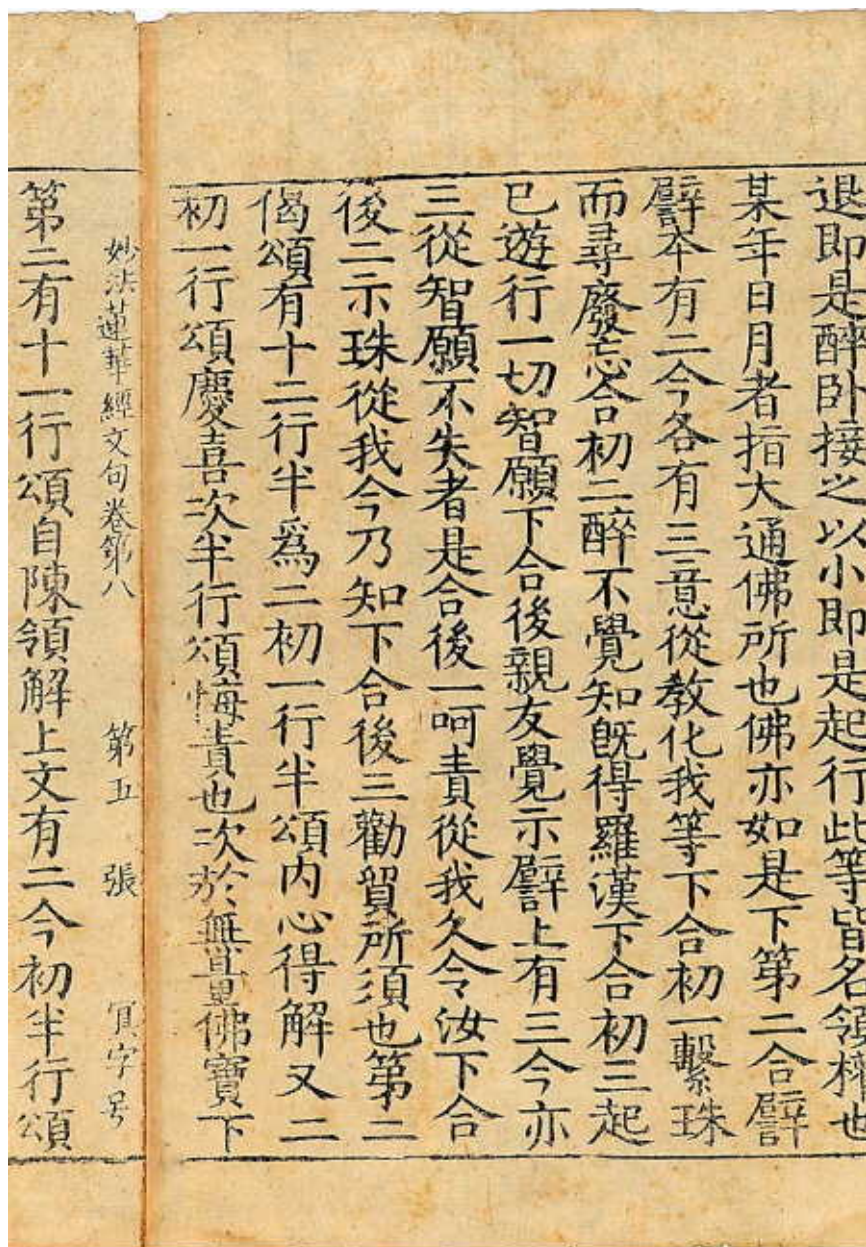 退即是醉卧接之以小即是起行此等皆名領權也
某年日月者指大通佛所也佛亦如是下第二合譬
譬本有二今各有三意從教化我等下合初一繫珠
而尋廢忘合初二醉不覺知既得羅漢下合初三起
已遊行一切智願下合後親友覺示譬上有三今亦
三從智願不失者是合後一呵責從我久令汝下合
後二示珠從我今乃知下合後三勸貿所須也第二
偈頌有十二行半爲二初一行半頌内心得解又二
初一行頌慶喜次半行頌悔責也次於無量佛寶下
妙法蓮華經文句卷第八 第五 張 冥字号
第二有十一行頌自陳領解上文有二今初半行頌